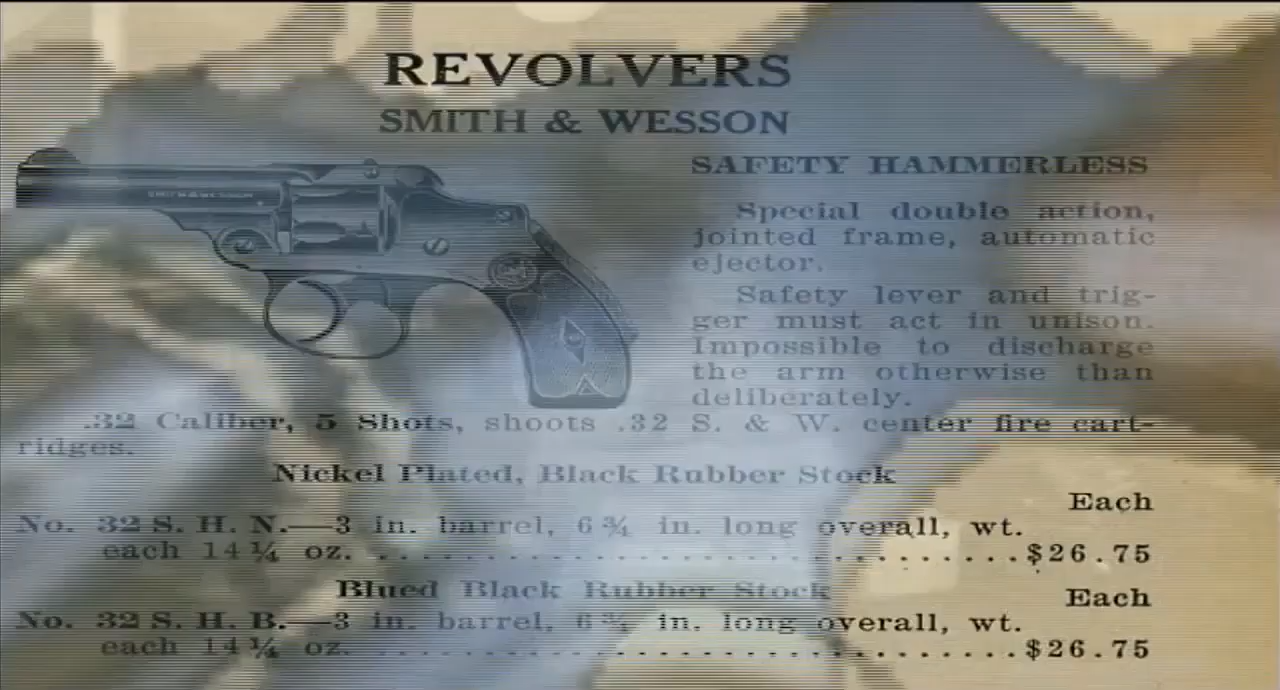 REVOLVERS
SMITH & WESSON
SMITH & WESSON
SAFETY HAMMERLESS
Special double action,
jointed frame, automatic
ejector.
Safety lever and trig-
ger must act in unison.
Impossible to discharge
the arm otherwise than
deliberately.
.32 Caliber, 5 Shots, shoots .32 S. & W. center fire cart-
ridges.
Nickel Plated, Black Rubber Stock
Each
No. 32 S. H. N.—3 in. barrel, 6¾ in. long overall, wt.
each 14¼ oz. ............................ $26.75
Blued Black Rubber Stock
Each
No. 32 S. H. B.—3 in. barrel, 6¾ in. long overall, wt.
each 14¼ oz. ............................ $26.75